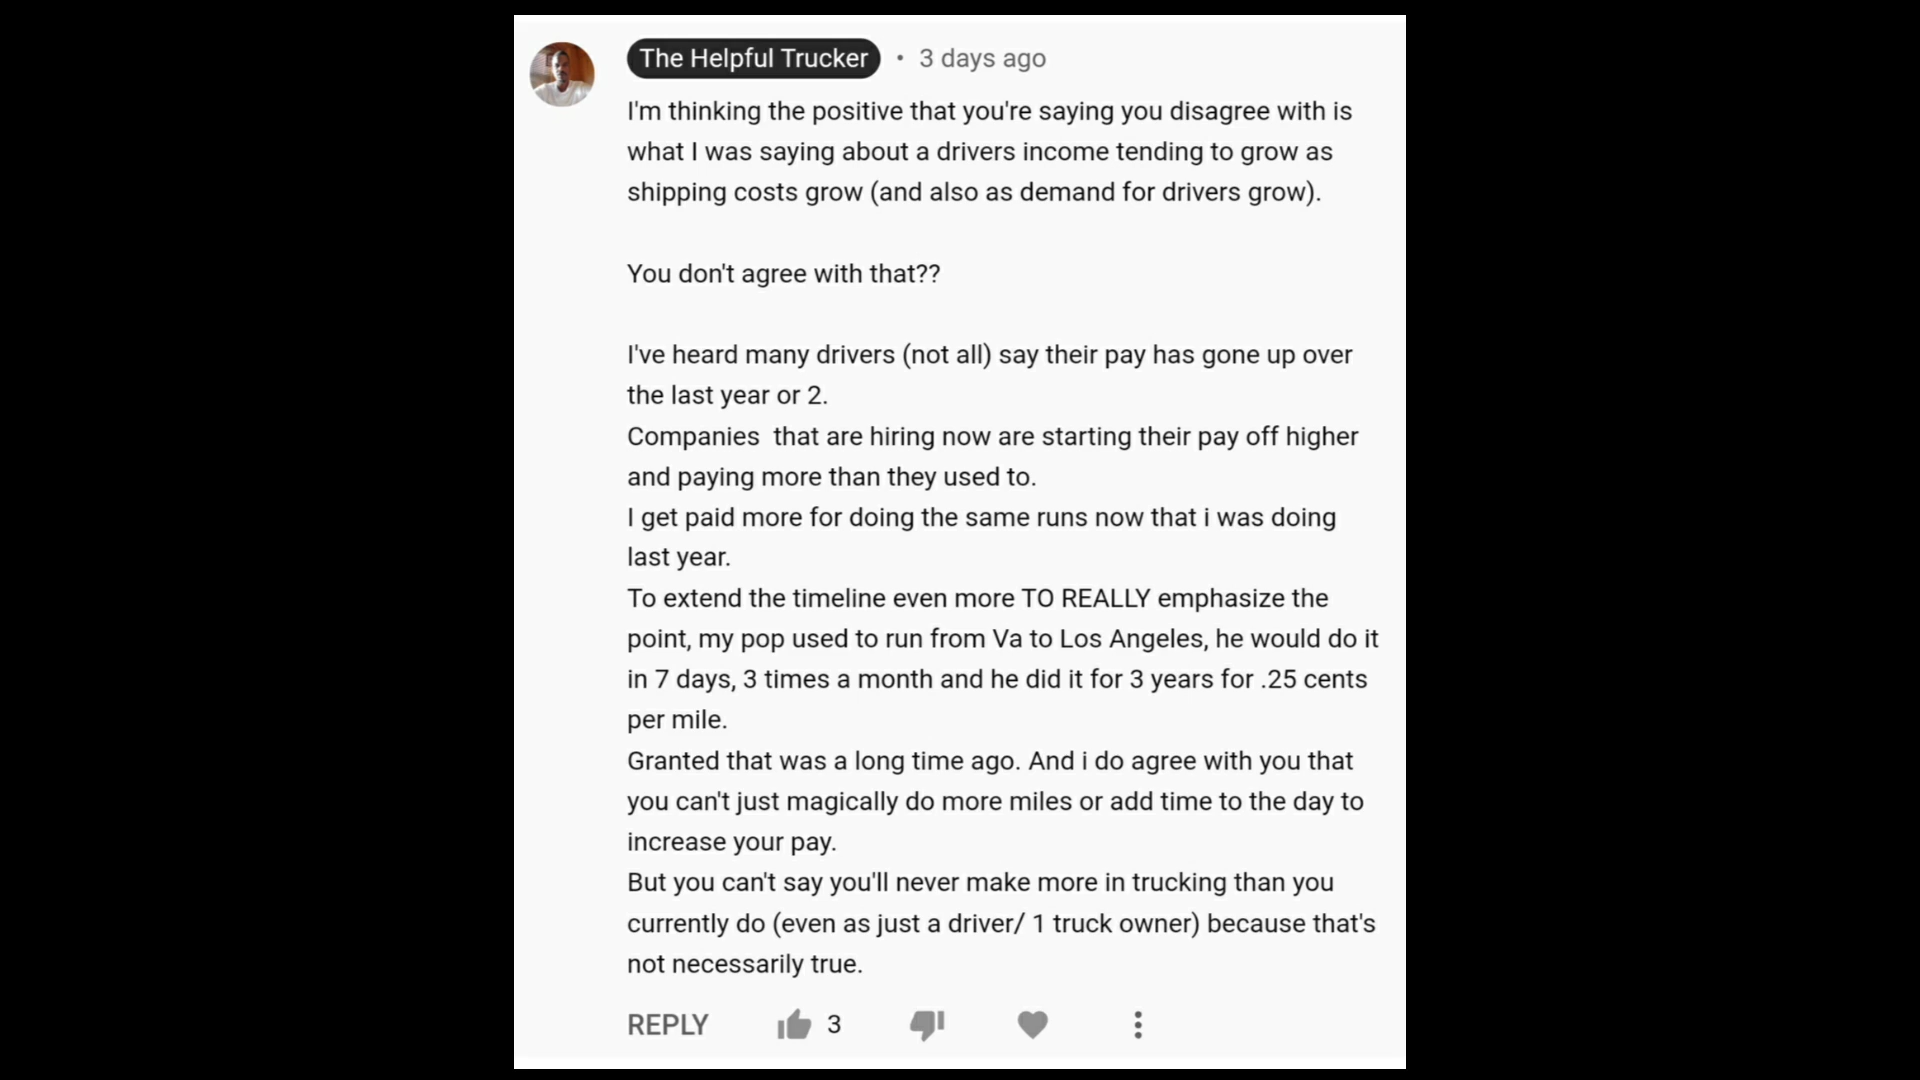 The Helpful Trucker • 3 days ago
I'm thinking the positive that you're saying you disagree with is
what I was saying about a drivers income tending to grow as
shipping costs grow (and also as demand for drivers grow).
You don't agree with that??
I've heard many drivers (not all) say their pay has gone up over
the last year or 2.
Companies  that are hiring now are starting their pay off higher
and paying more than they used to.
I get paid more for doing the same runs now that i was doing
last year.
To extend the timeline even more TO REALLY emphasize the
point, my pop used to run from Va to Los Angeles, he would do it
in 7 days, 3 times a month and he did it for 3 years for .25 cents
per mile.
Granted that was a long time ago. And i do agree with you that
you can't just magically do more miles or add time to the day to
increase your pay.
But you can't say you'll never make more in trucking than you
currently do (even as just a driver/ 1 truck owner) because that's
not necessarily true.
REPLY 3